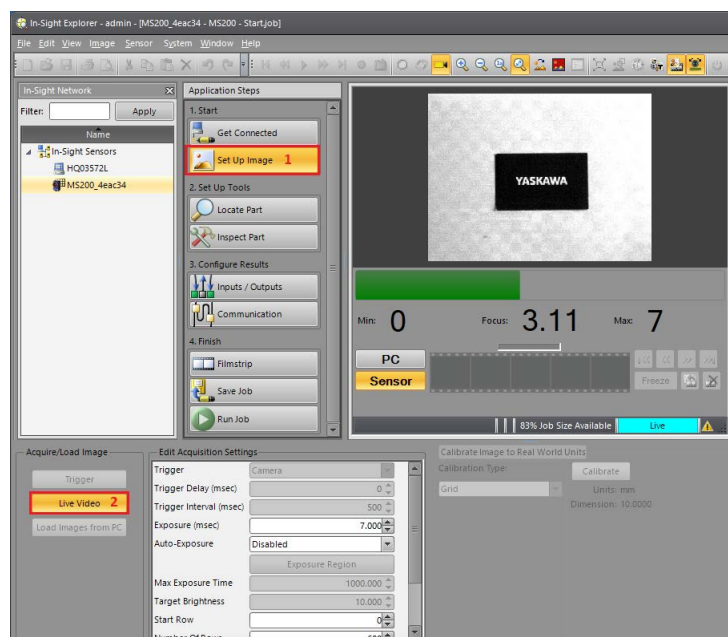 In-Sight Explorer - admin - [MS200_4eac34 - MS200 - Start.job]
File Edit View Image Sensor System Window Help
In-Sight Network
Filter:
Apply
Name
In-Sight Sensors
HQ03572L
MS200_4eac34
Application Steps
1. Start
Get Connected
Set Up Image 1
2. Set Up Tools
Locate Part
Inspect Part
3. Configure Results
Inputs / Outputs
Communication
4. Finish
Filmstrip
Save Job
Run Job
YASKAWA
Min: 0 Focus: 3.11 Max: 7
PC
Sensor
Freeze
83% Job Size Available Live
Acquire/Load Image
Trigger
Live Video 2
Load Images from PC
Edit Acquisition Settings
Trigger Camera
Trigger Delay (msec) 0
Trigger Interval (msec) 500
Exposure (msec) 7.000
Auto-Exposure Disabled
Exposure Region
Max Exposure Time 1000.000
Target Brightness 10.000
Start Row 0
Calibrate Image to Real World Units
Calibration Type:
Grid
Calibrate
Units: mm
Dimension: 10.0000